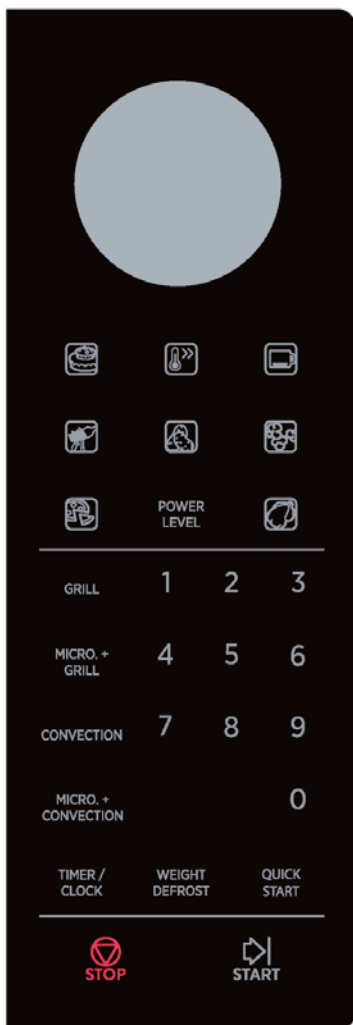 POWER
LEVEL
GRILL
1 2 3
MICRO. +
GRILL
4 5 6
CONVECTION
7 8 9
MICRO. +
CONVECTION
0
TIMER /
CLOCK
WEIGHT
DEFROST
QUICK
START
STOP
START